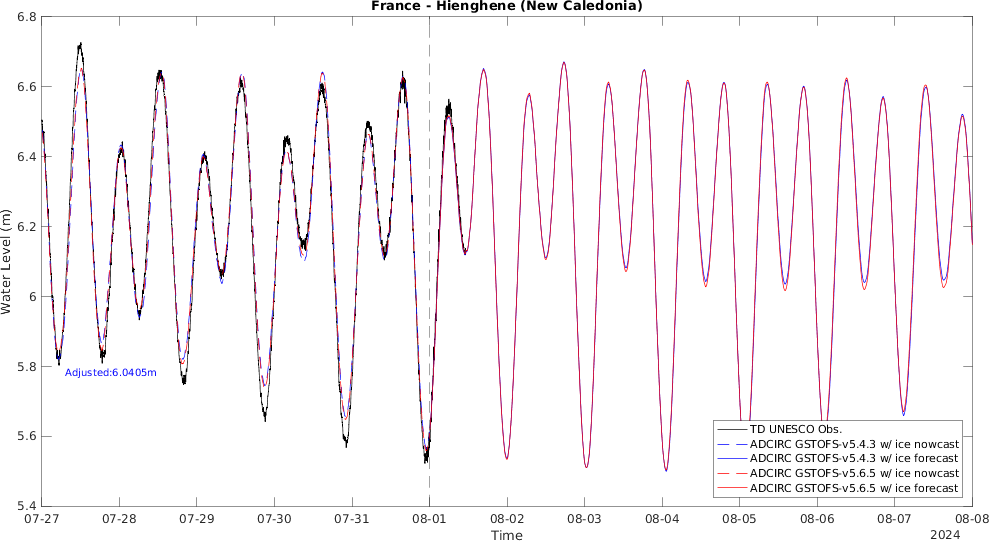 France - Hienghene (New Caledonia)
Water Level (m)
6.8
6.6
6.4
6.2
6
5.8
5.6
5.4
Adjusted:6.0405m
TD UNESCO Obs.
ADCIRC GSTOFS-v5.4.3 w/ ice nowcast
ADCIRC GSTOFS-v5.4.3 w/ ice forecast
ADCIRC GSTOFS-v5.6.5 w/ ice nowcast
ADCIRC GSTOFS-v5.6.5 w/ ice forecast
07-27 07-28 07-29 07-30 07-31 08-01 08-02 08-03 08-04 08-05 08-06 08-07 08-08
Time
2024